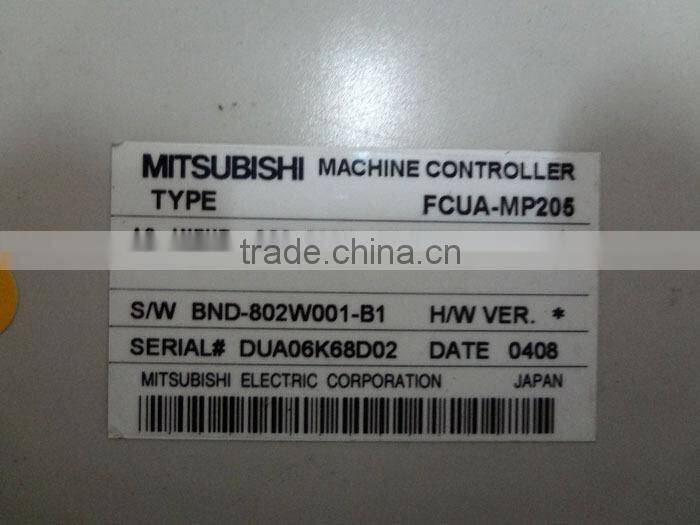 MITSUBISHI MACHINE CONTROLLER
TYPE FCUA-MP205
trade.china.cn
S/W BND-802W001-B1 H/W VER. *
SERIAL# DUA06K68D02 DATE 0408
MITSUBISHI ELECTRIC CORPORATION JAPAN